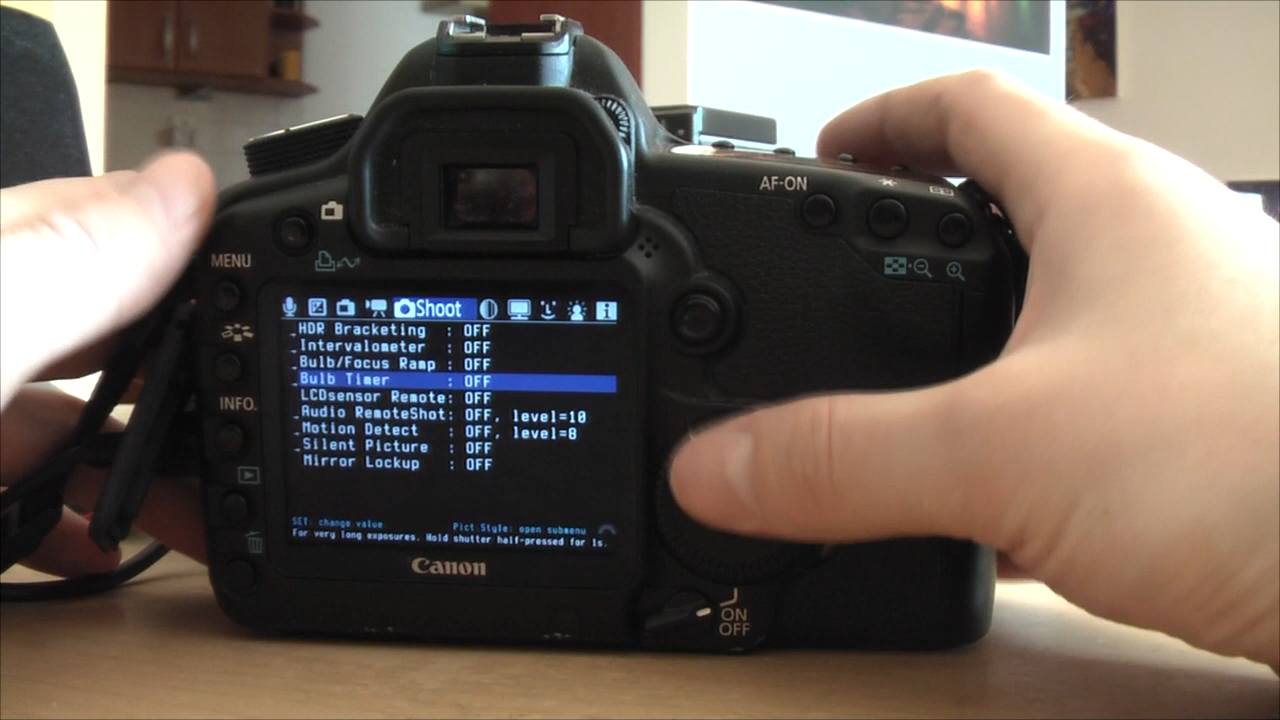 AF-ON
MENU
Shoot
HDR Bracketing : OFF
Intervalometer : OFF
Bulb/Focus Ramp : OFF
Bulb Timer : OFF
LCDsensor Remote: OFF
Audio RemoteShot: OFF, level=10
Motion Detect : OFF, level=8
Silent Picture : OFF
Mirror Lockup : OFF
INFO.
SET: change value Pict.Style: open submenu
For very long exposures. Hold shutter half-pressed for 1s.
Canon
ON
OFF